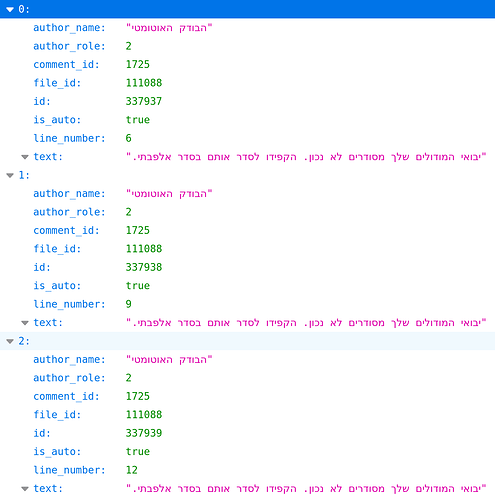 0:
author_name: "הבודק האוטומטי"
author_role: 2
comment_id: 1725
file_id: 111088
id: 337937
is_auto: true
line_number: 6
text: "יבואי המודולים שלך מסודרים לא נכון. הקפידו לסדר אותם בסדר אלפבתי."
1:
author_name: "הבודק האוטומטי"
author_role: 2
comment_id: 1725
file_id: 111088
id: 337938
is_auto: true
line_number: 9
text: "יבואי המודולים שלך מסודרים לא נכון. הקפידו לסדר אותם בסדר אלפבתי."
2:
author_name: "הבודק האוטומטי"
author_role: 2
comment_id: 1725
file_id: 111088
id: 337939
is_auto: true
line_number: 12
text: "יבואי המודולים שלך מסודרים לא נכון. הקפידו לסדר אותם בסדר אלפבתי."